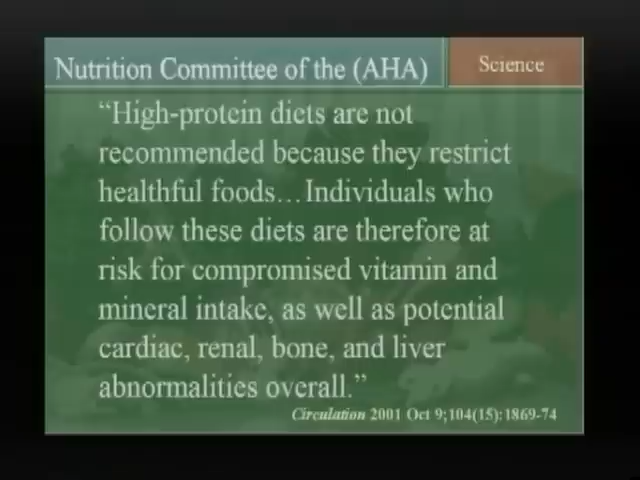 Nutrition Committee of the (AHA)
Science
“High-protein diets are not
recommended because they restrict
healthful foods…Individuals who
follow these diets are therefore at
risk for compromised vitamin and
mineral intake, as well as potential
cardiac, renal, bone, and liver
abnormalities overall.”
Circulation 2001 Oct 9;104(15):1869-74